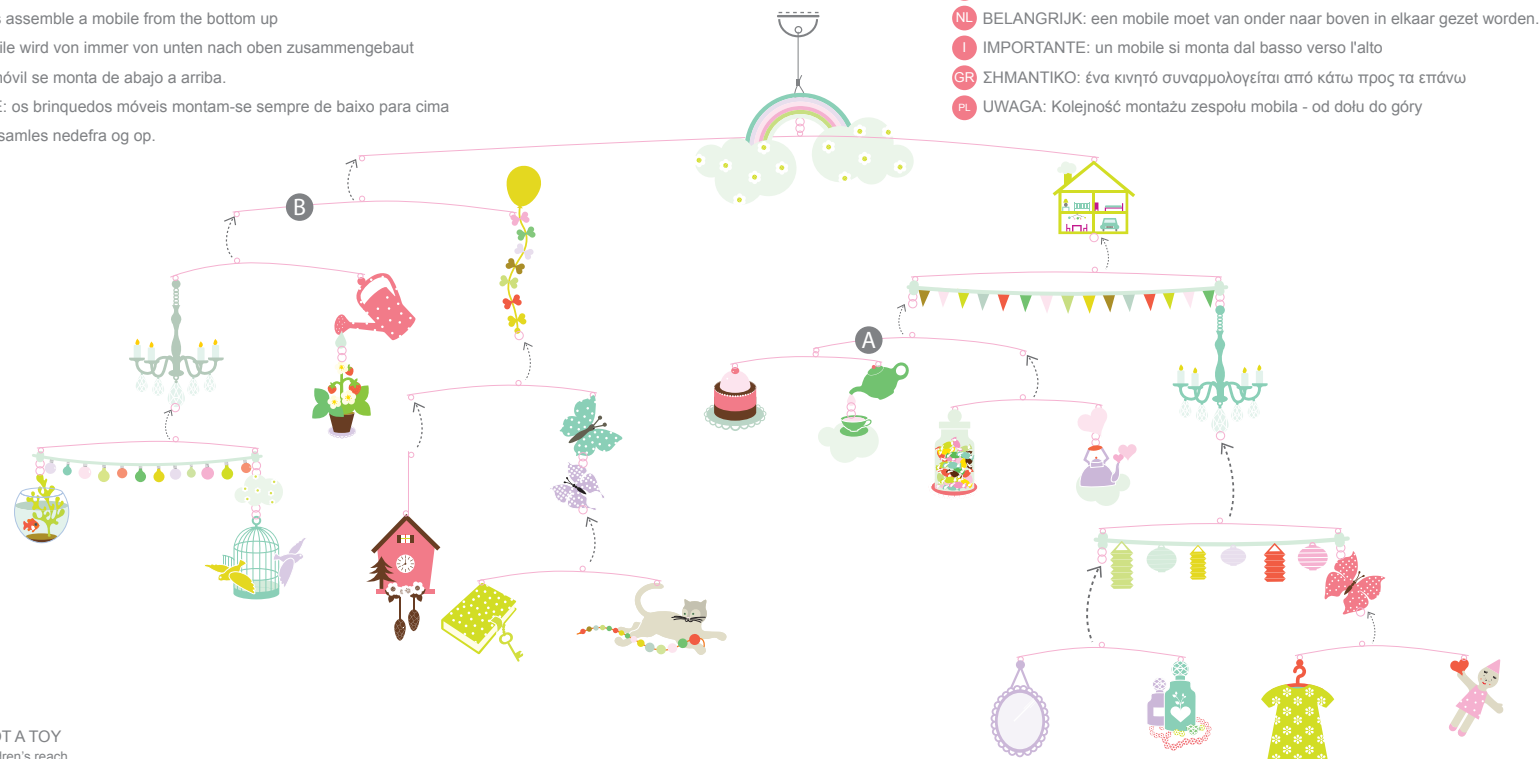 s assemble a mobile from the bottom up
ile wird von immer von unten nach oben zusammengebaut
móvil se monta de abajo a arriba.
E: os brinquedos móveis montam-se sempre de baixo para cima
samles nedefra og op.
NL BELANGRIJK: een mobile moet van onder naar boven in elkaar gezet worden.
I IMPORTANTE: un mobile si monta dal basso verso l'alto
GR ΣΗΜΑΝΤΙΚΟ: ένα κινητό συναρμολογείται από κάτω προς τα επάνω
PL UWAGA: Kolejność montażu zespołu mobila - od dołu do góry
B
A
OT A TOY
dren's reach